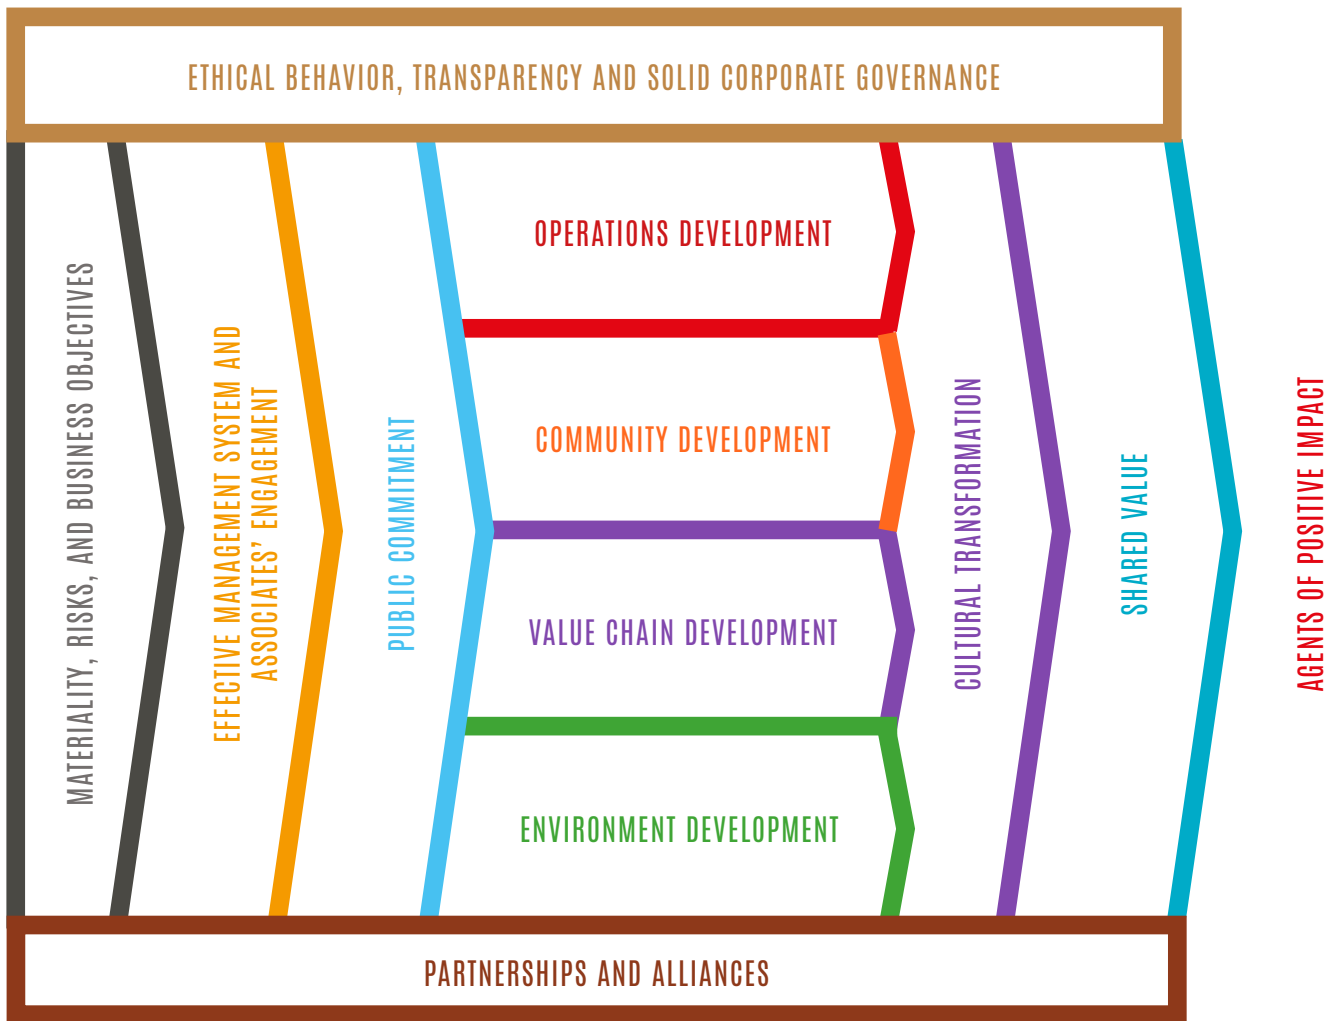 ETHICAL BEHAVIOR, TRANSPARENCY AND SOLID CORPORATE GOVERNANCE
MATERIALITY, RISKS, AND BUSINESS OBJECTIVES
EFFECTIVE MANAGEMENT SYSTEM AND
ASSOCIATES’ ENGAGEMENT
PUBLIC COMMITMENT
OPERATIONS DEVELOPMENT
COMMUNITY DEVELOPMENT
VALUE CHAIN DEVELOPMENT
ENVIRONMENT DEVELOPMENT
CULTURAL TRANSFORMATION
SHARED VALUE
AGENTS OF POSITIVE IMPACT
PARTNERSHIPS AND ALLIANCES